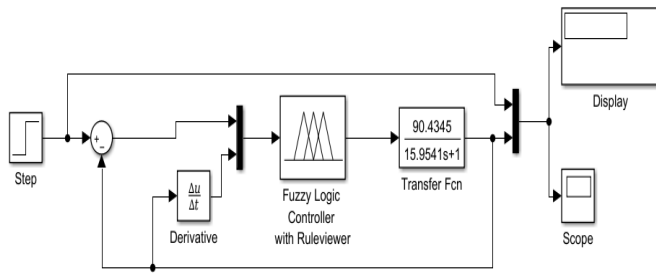 Step
+
−
Δu
Δt
Derivative
Fuzzy Logic
Controller
with Ruleviewer
90.4345
15.9541s+1
Transfer Fcn
Display
Scope